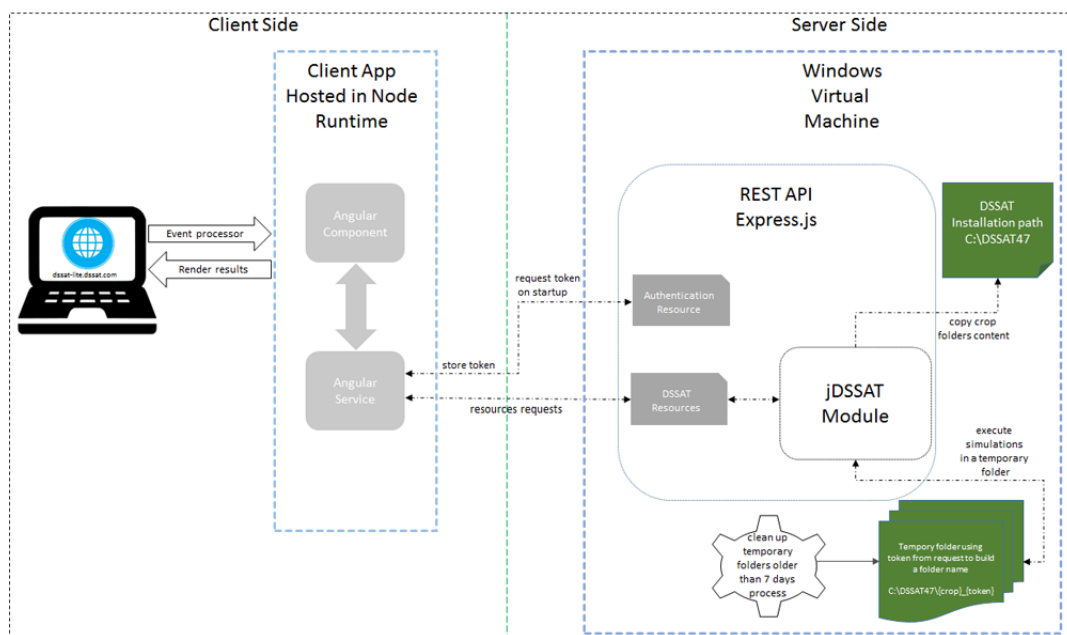 Client Side
Server Side
Client App
Hosted in Node
Runtime
Windows
Virtual
Machine
Angular
Component
REST API
Express.js
DSSAT
Installation path
C:\DSSAT47
Event processor
Render results
dssat-lite.dssat.com
request token
on startup
Authentication
Resource
copy crop
folders content
store token
Angular
Service
DSSAT
Resources
jDSSAT
Module
resources requests
execute
simulations
in a temporary
folder
clean up
temporary
folders older
than 7 days
process
Tempory folder using
token from request to build
a folder name
C:\DSSAT47\{crop}_{token}